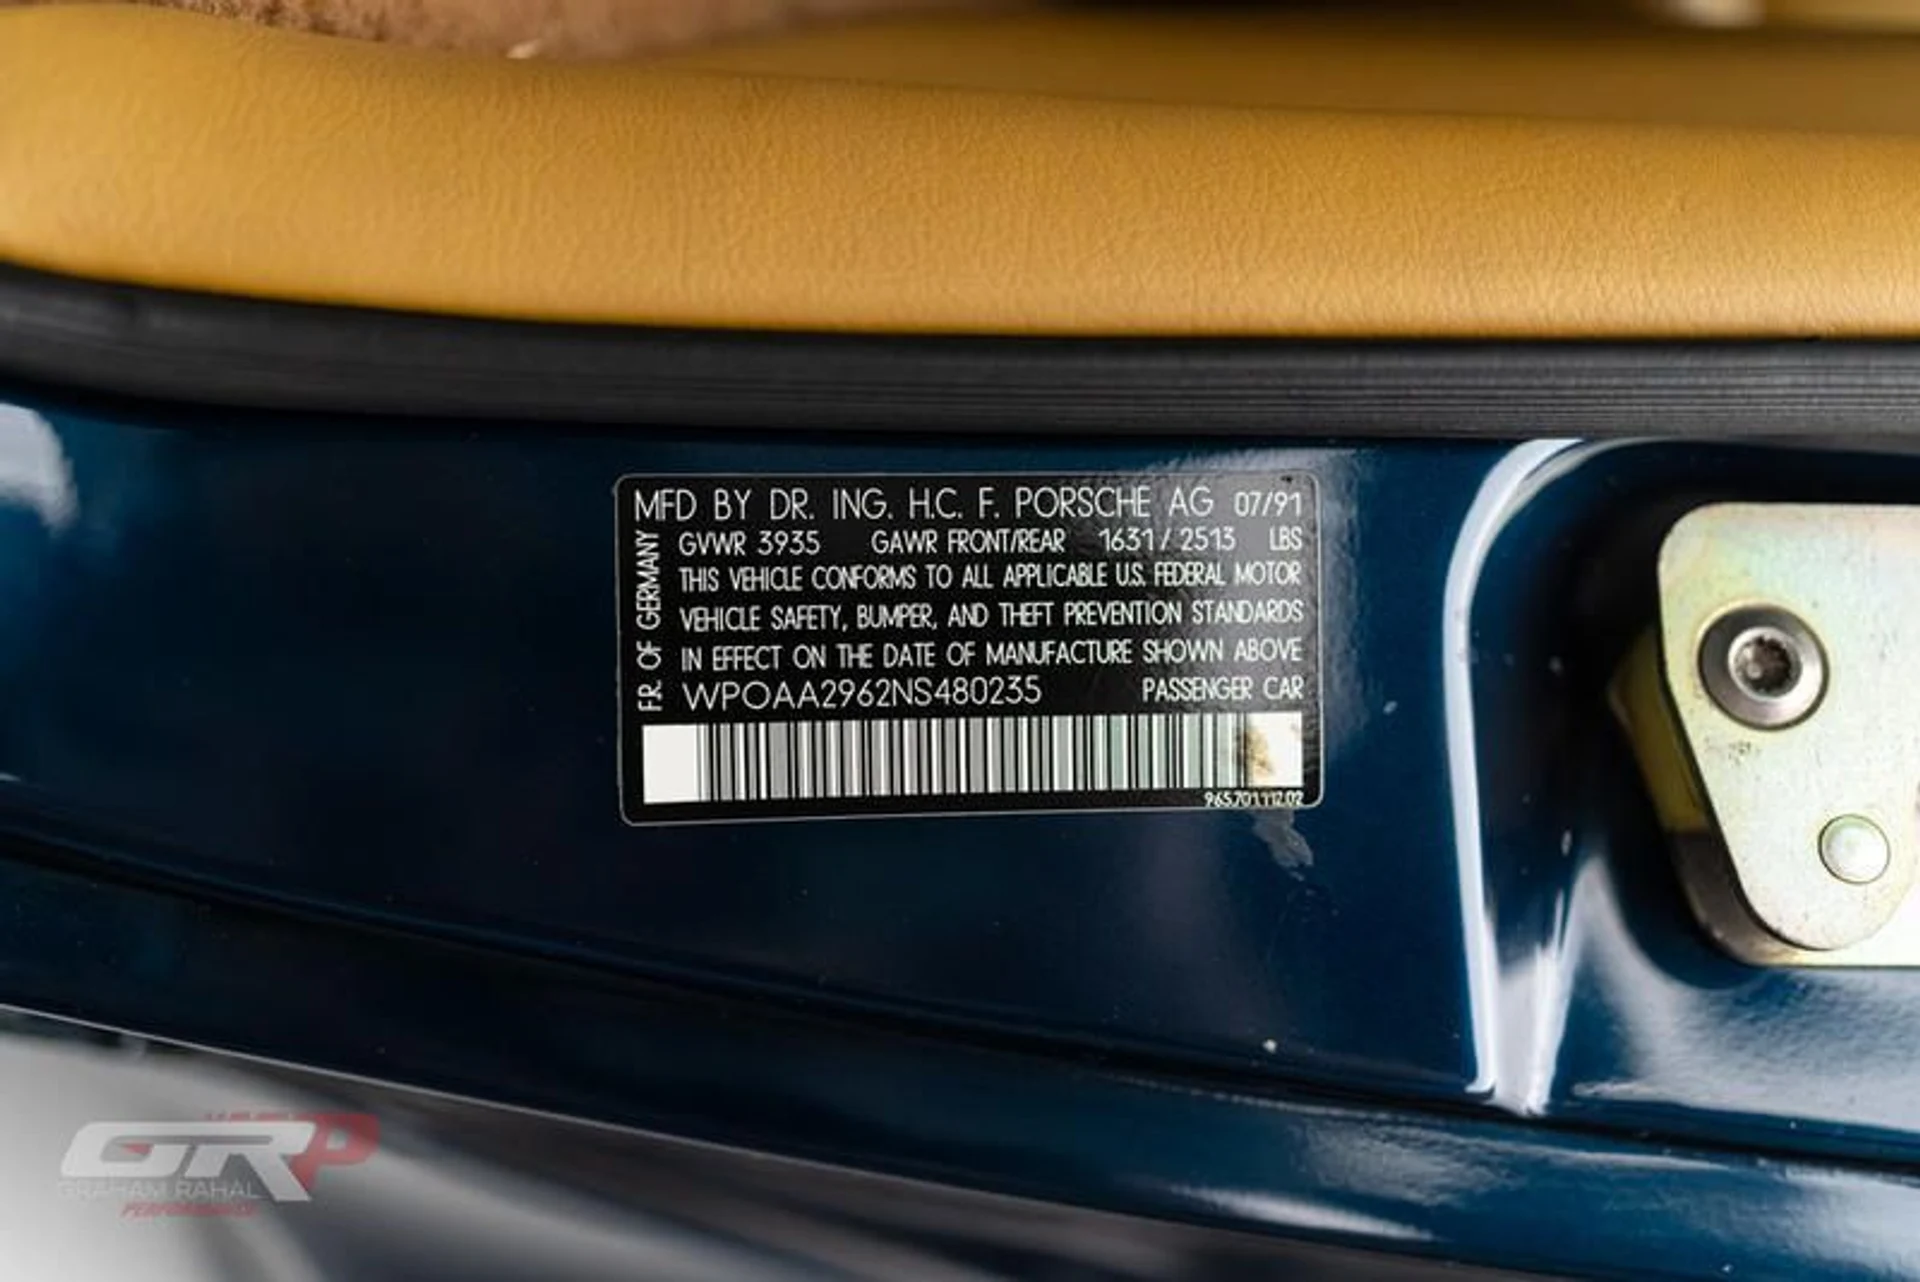 MFD BY DR. ING. H.C. F. PORSCHE AG 07/91
GVWR 3935 GAWR FRONT/REAR 1631 / 2513 LBS
THIS VEHICLE CONFORMS TO ALL APPLICABLE U.S. FEDERAL MOTOR
VEHICLE SAFETY, BUMPER, AND THEFT PREVENTION STANDARDS
IN EFFECT ON THE DATE OF MANUFACTURE SHOWN ABOVE
WP0AA2962NS480235 PASSENGER CAR
F.R. OF GERMANY
965.701.112.02
GRP
GRAHAM RAHAL
PERFORMANCE